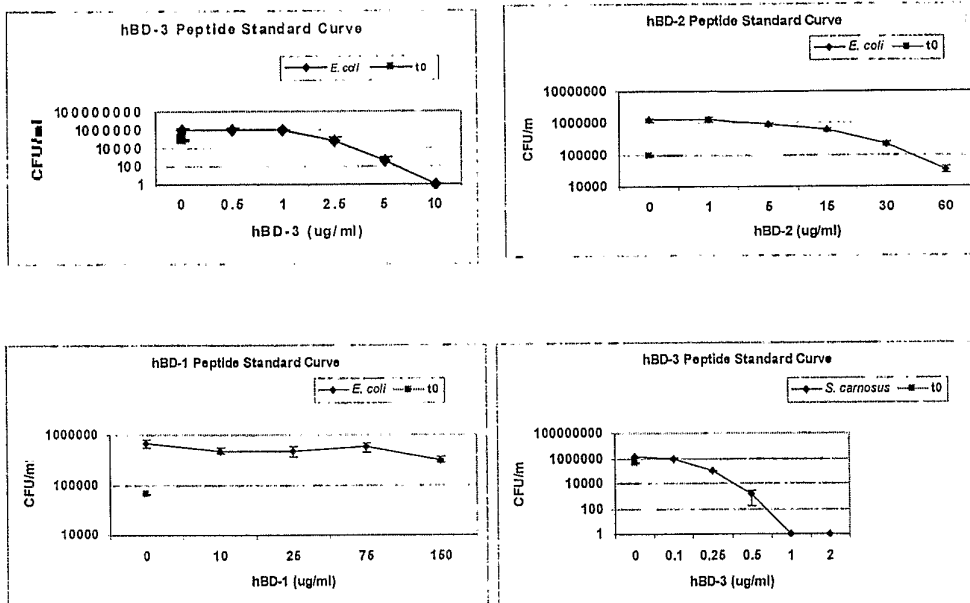 hBD-3 Peptide Standard Curve
E. coli
t0
CFU/ml
100000000
1000000
10000
100
1
0
0.5
1
2.5
5
10
hBD-3 (ug/ml)
hBD-2 Peptide Standard Curve
E. coli
t0
CFU/m
10000000
1000000
100000
10000
0
1
5
15
30
60
hBD-2 (ug/ml)
hBD-1 Peptide Standard Curve
E. coli
t0
CFU/ml
1000000
100000
10000
0
10
25
75
150
hBD-1 (ug/ml)
hBD-3 Peptide Standard Curve
S. carnosus
t0
CFU/m
100000000
1000000
10000
100
1
0
0.1
0.25
0.5
1
2
hBD-3 (ug/ml)